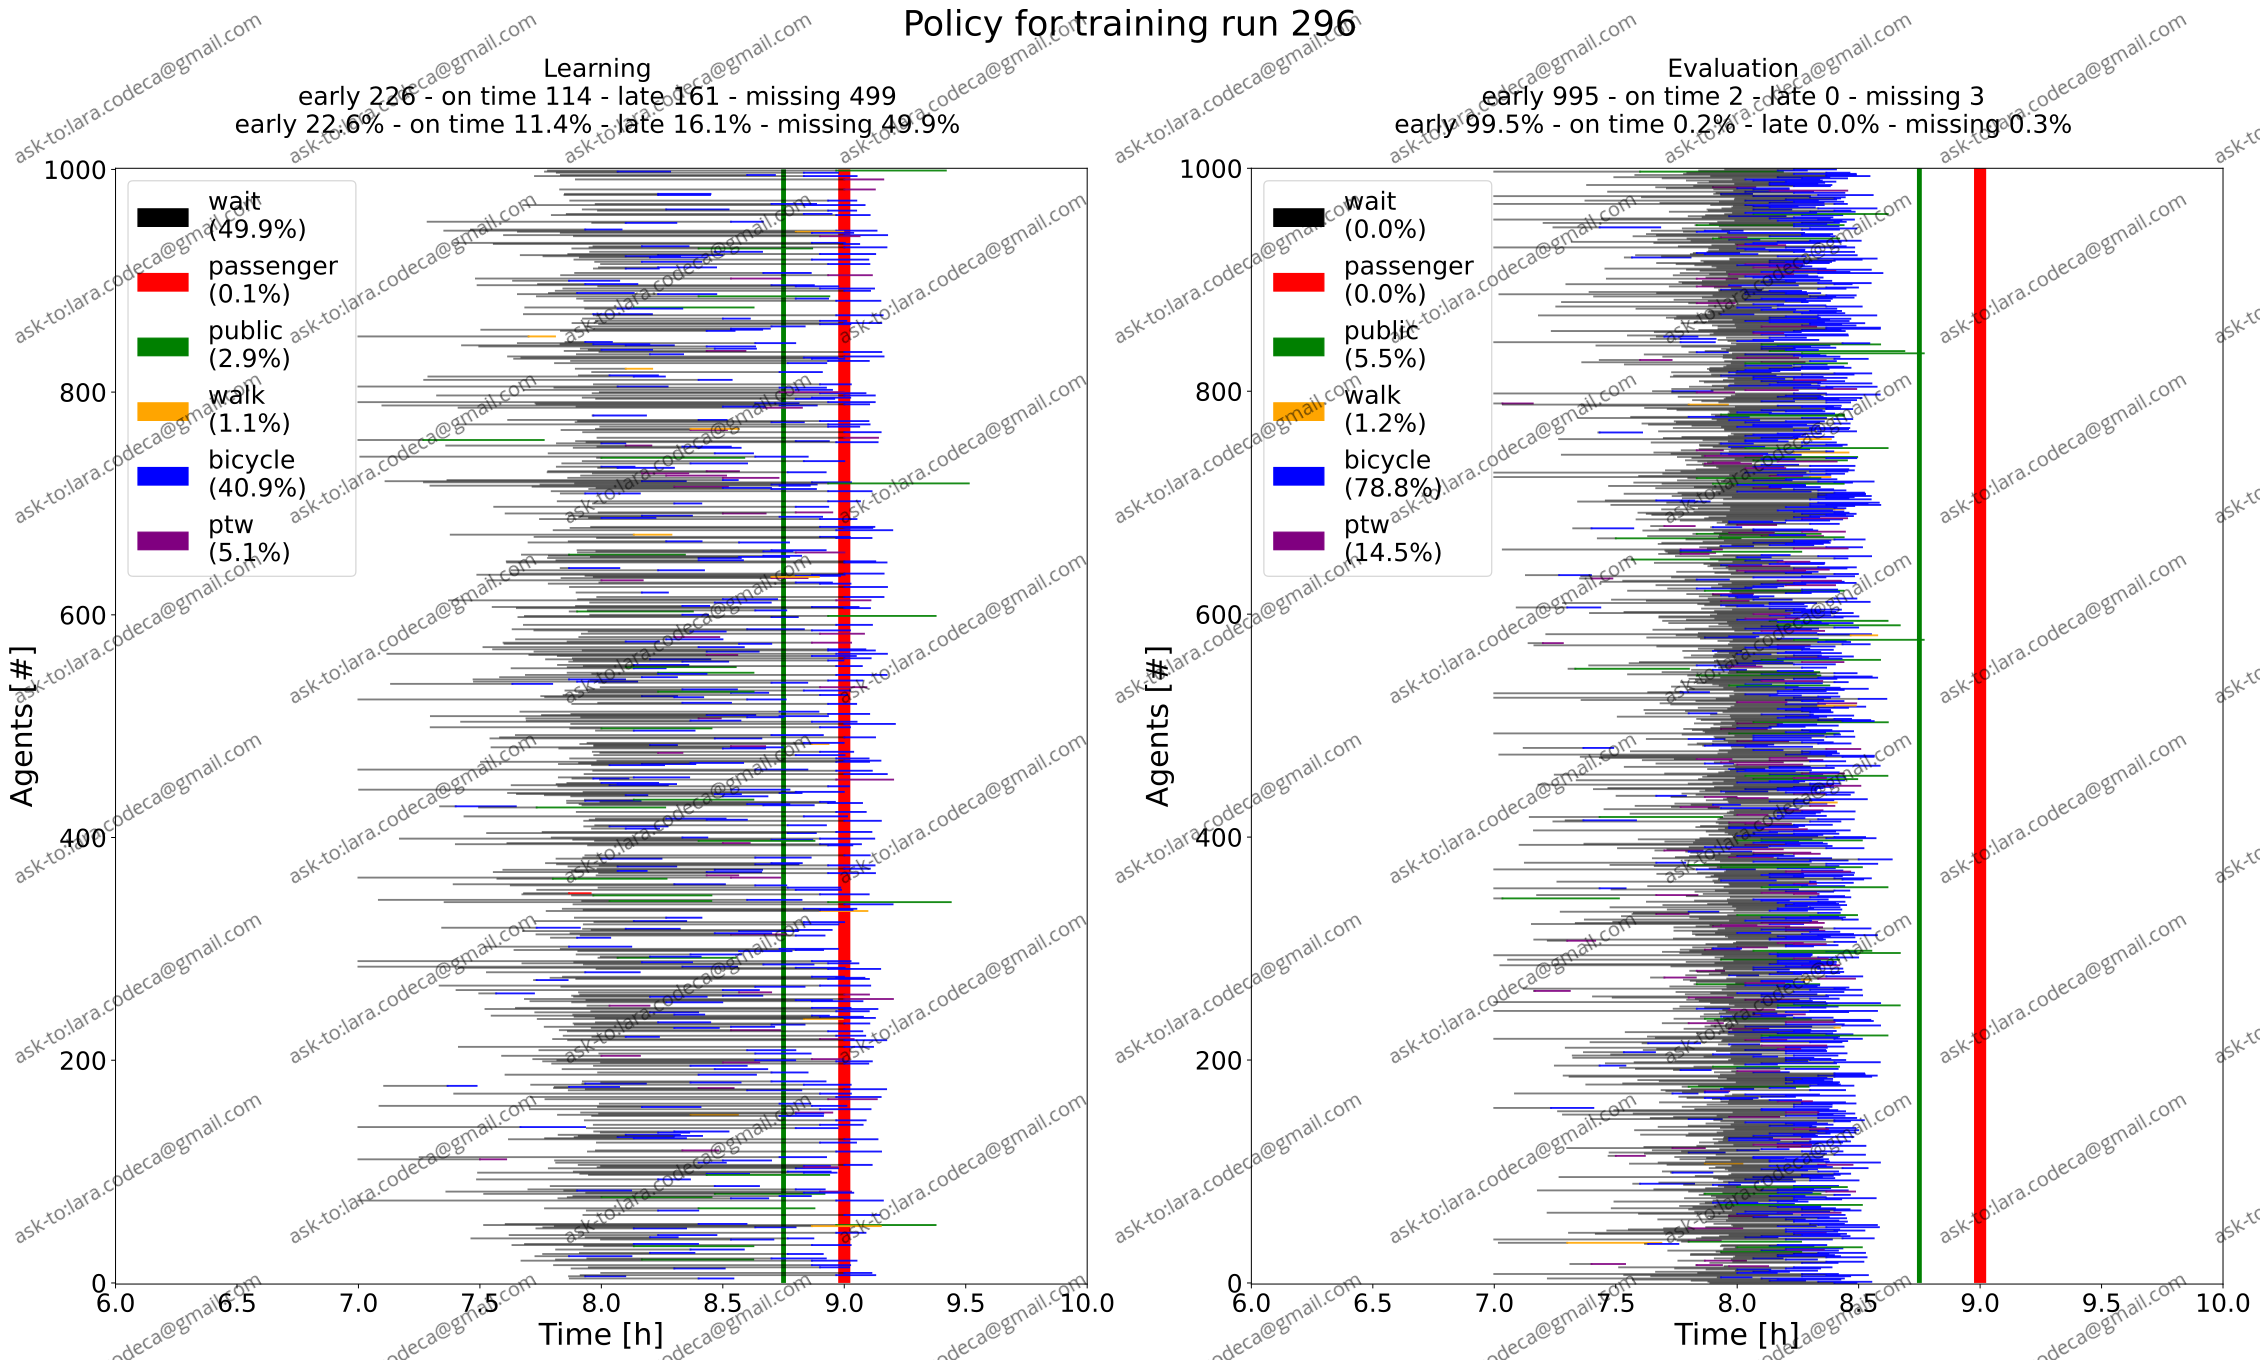 Policy for training run 296
Learning
early 226 - on time 114 - late 161 - missing 499
early 22.6% - on time 11.4% - late 16.1% - missing 49.9%
1000
800
600
400
200
0
Agents [#]
wait
(49.9%)
passenger
(0.1%)
public
(2.9%)
walk
(1.1%)
bicycle
(40.9%)
ptw
(5.1%)
6.0 6.5 7.0 7.5 8.0 8.5 9.0 9.5 10.0
Time [h]
Evaluation
early 995 - on time 2 - late 0 - missing 3
early 99.5% - on time 0.2% - late 0.0% - missing 0.3%
1000
800
600
400
200
0
Agents [#]
wait
(0.0%)
passenger
(0.0%)
public
(5.5%)
walk
(1.2%)
bicycle
(78.8%)
ptw
(14.5%)
6.0 6.5 7.0 7.5 8.0 8.5 9.0 9.5 10.0
Time [h]
ask-to:lara.codeca@gmail.com